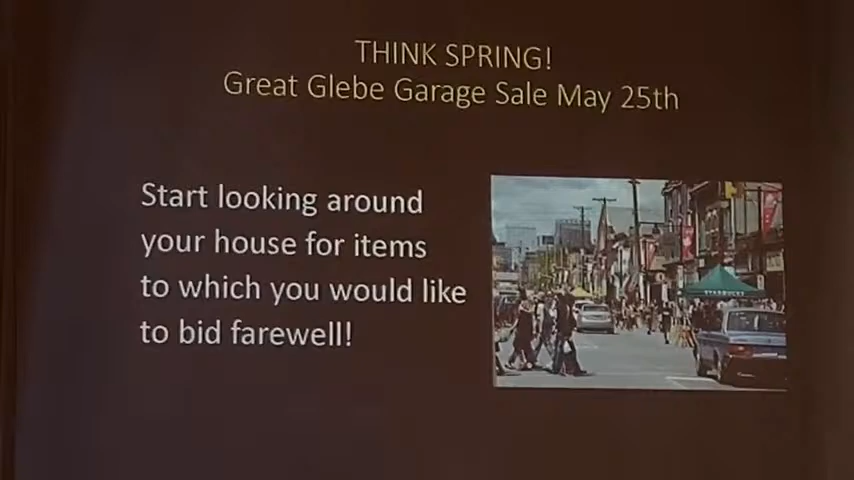 THINK SPRING!
Great Glebe Garage Sale May 25th
Start looking around
your house for items
to which you would like
to bid farewell!
STARBUCKS